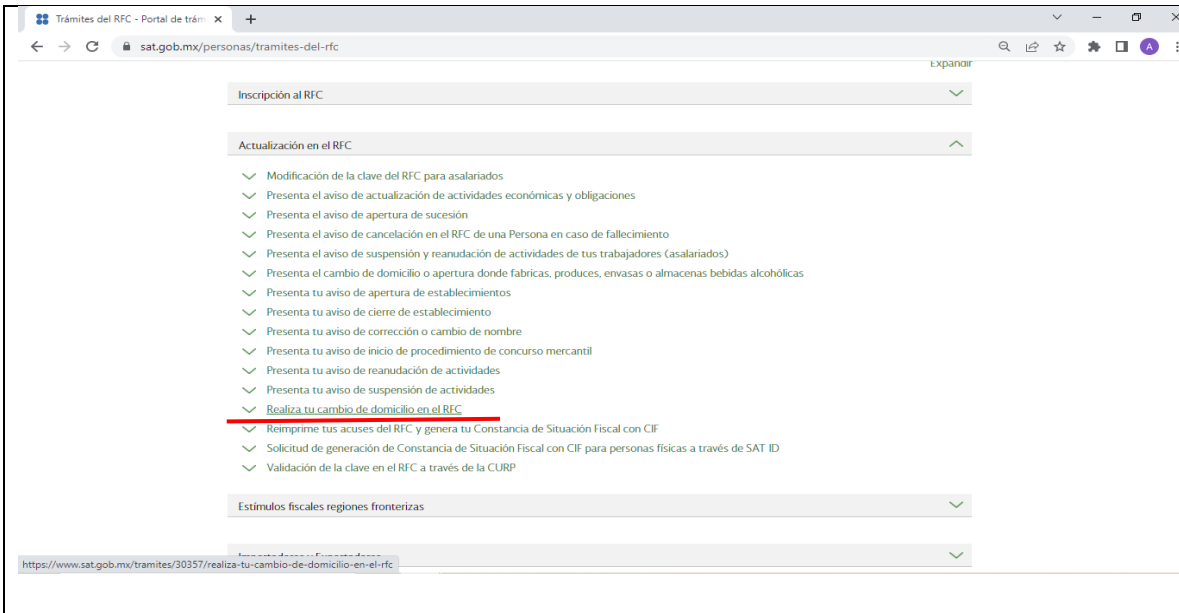 Trámites del RFC - Portal de trám
sat.gob.mx/personas/tramites-del-rfc
A
Expandir
Inscripción al RFC
Actualización en el RFC
Modificación de la clave del RFC para asalariados
Presenta el aviso de actualización de actividades económicas y obligaciones
Presenta el aviso de apertura de sucesión
Presenta el aviso de cancelación en el RFC de una Persona en caso de fallecimiento
Presenta el aviso de suspensión y reanudación de actividades de tus trabajadores (asalariados)
Presenta el cambio de domicilio o apertura donde fabricas, produces, envasas o almacenas bebidas alcohólicas
Presenta tu aviso de apertura de establecimientos
Presenta tu aviso de cierre de establecimiento
Presenta tu aviso de corrección o cambio de nombre
Presenta tu aviso de inicio de procedimiento de concurso mercantil
Presenta tu aviso de reanudación de actividades
Presenta tu aviso de suspensión de actividades
Realiza tu cambio de domicilio en el RFC
Reimprime tus acuses del RFC y genera tu Constancia de Situación Fiscal con CIF
Solicitud de generación de Constancia de Situación Fiscal con CIF para personas físicas a través de SAT ID
Validación de la clave en el RFC a través de la CURP
Estímulos fiscales regiones fronterizas
Importadores y Exportadores
https://www.sat.gob.mx/tramites/30357/realiza-tu-cambio-de-domicilio-en-el-rfc